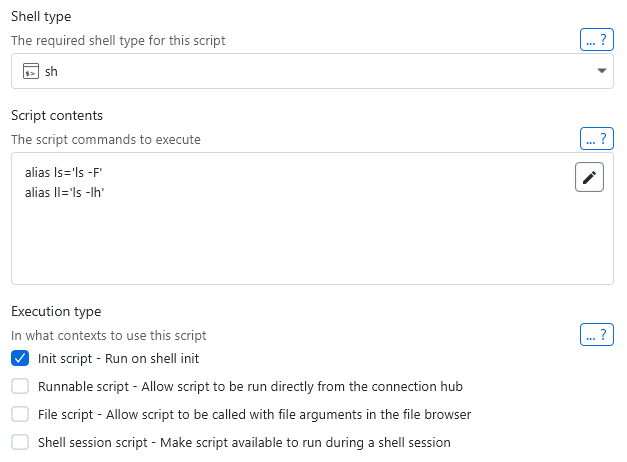 Shell type
The required shell type for this script
... ?
$> sh
Script contents
The script commands to execute
... ?
alias ls='ls -F'
alias ll='ls -lh'
Execution type
In what contexts to use this script
... ?
Init script - Run on shell init
Runnable script - Allow script to be run directly from the connection hub
File script - Allow script to be called with file arguments in the file browser
Shell session script - Make script available to run during a shell session